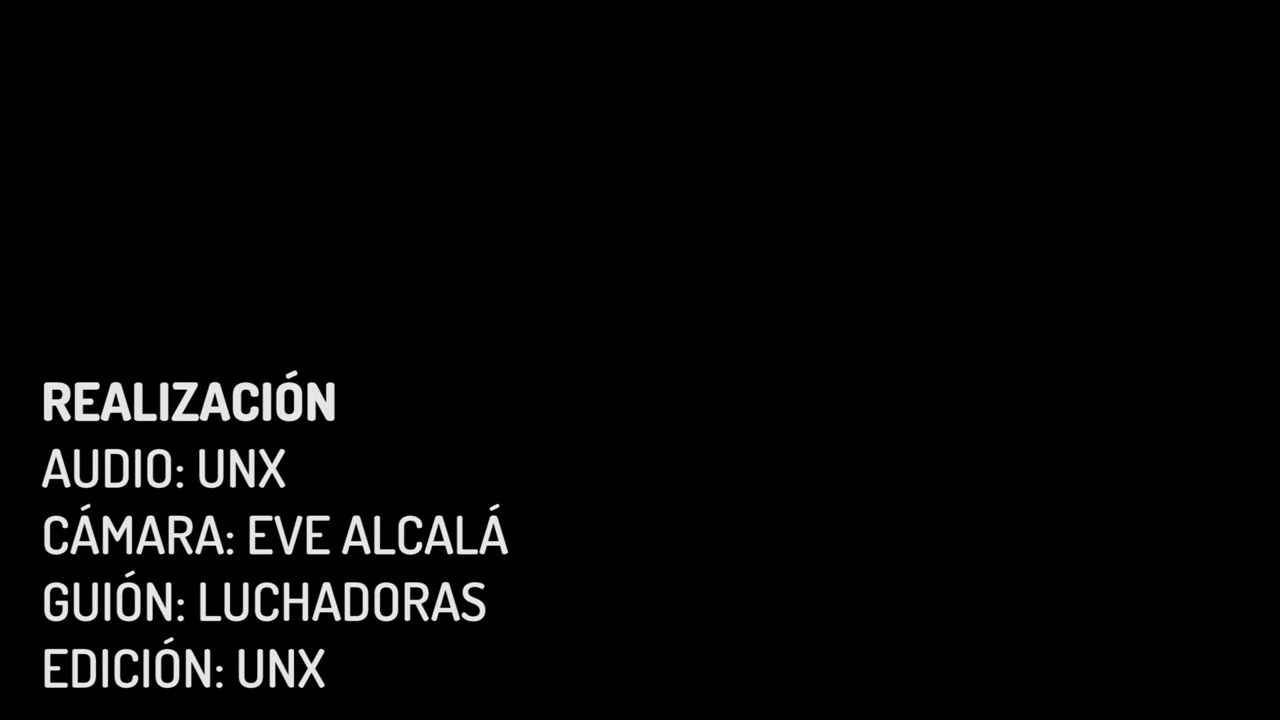 REALIZACIÓN
AUDIO: UNX
CÁMARA: EVE ALCALÁ
GUIÓN: LUCHADORAS
EDICIÓN: UNX